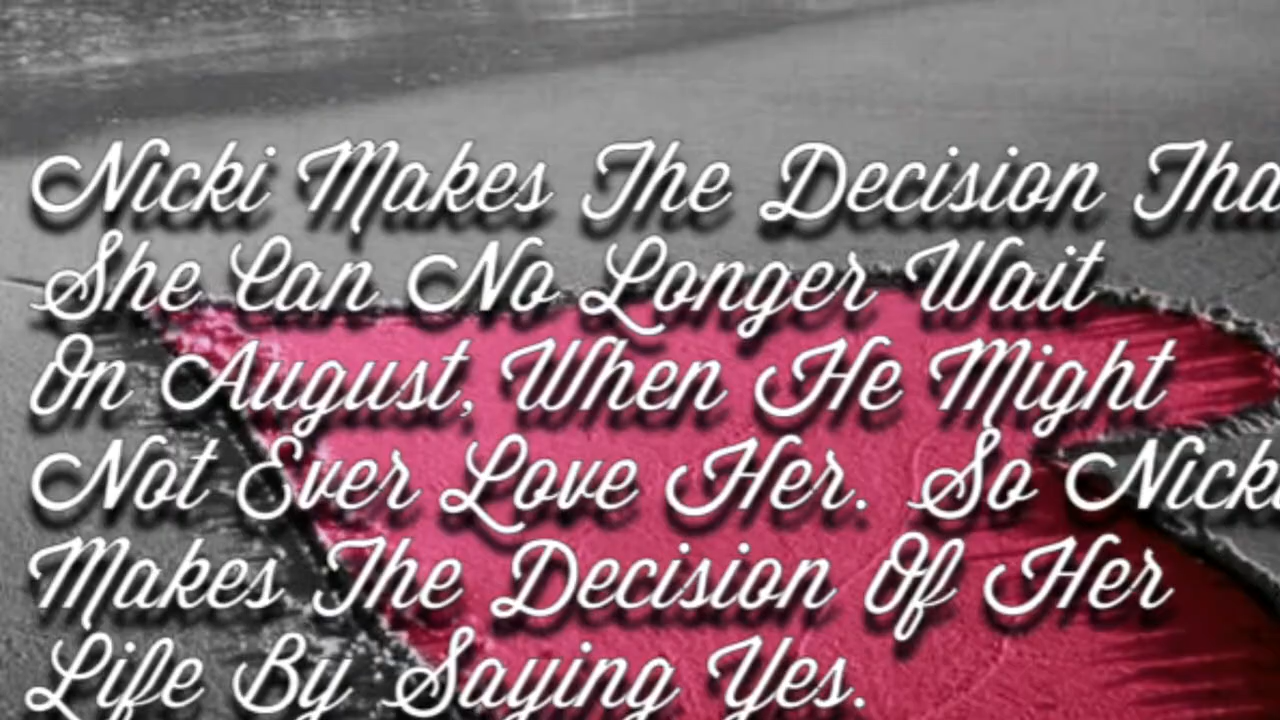 Nicki Makes The Decision Tha
She Can No Longer Wait
On August, When He Might
Not Ever Love Her. So Nicki
Makes The Decision Of Her
Life By Saying Yes.